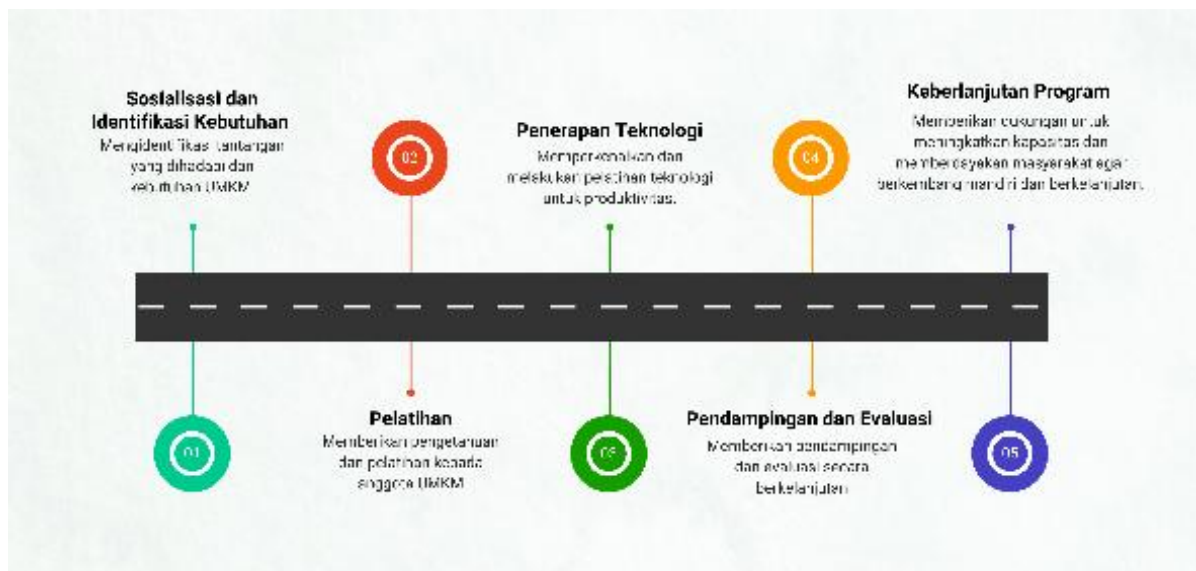 Sosialisasi dan
Identifikasi Kebutuhan
Mengidentifikasi tantangan
yang dihadapi dan
kebutuhan UMKM
01
02
Pelatihan
Memberikan pengetahuan
dan pelatihan kepada
anggota UMKM
Penerapan Teknologi
Memperkenalkan dan
melakukan pelatihan teknologi
untuk produktivitas.
03
04
Pendampingan dan Evaluasi
Memberikan pendampingan
dan evaluasi secara
berkelanjutan
Keberlanjutan Program
Memberikan dukungan untuk
meningkatkan kapasitas dan
memberdayakan masyarakat agar
berkembang mandiri dan berkelanjutan.
05